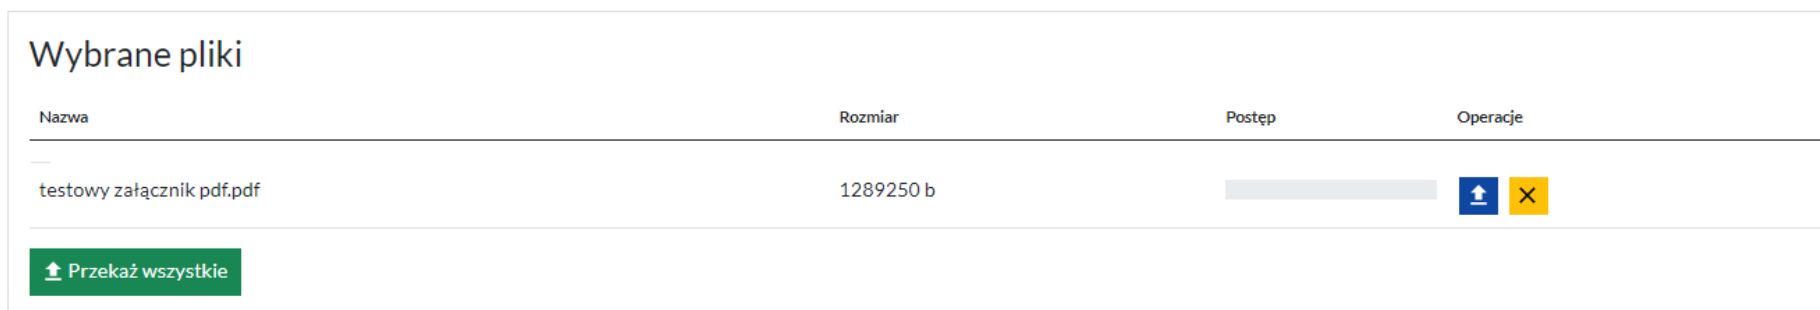 Wybrane pliki
Nazwa Rozmiar Postęp Operacje
testowy załącznik pdf.pdf 1289250 b
Przekaż wszystkie